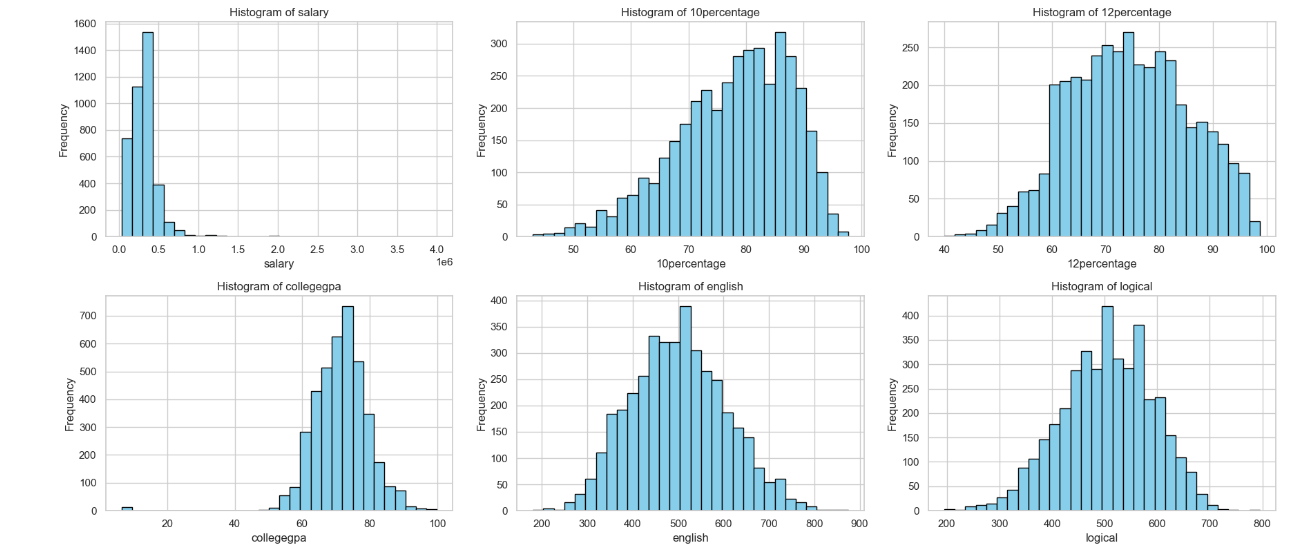 Histogram of salary
1600
1400
1200
1000
800
600
400
200
0
Frequency
0.0 0.5 1.0 1.5 2.0 2.5 3.0 3.5 4.0
1e6
salary
Histogram of 10percentage
300
250
200
150
100
50
0
Frequency
50 60 70 80 90 100
10percentage
Histogram of 12percentage
250
200
150
100
50
0
Frequency
40 50 60 70 80 90 100
12percentage
Histogram of collegegpa
700
600
500
400
300
200
100
0
Frequency
20 40 60 80 100
collegegpa
Histogram of english
400
350
300
250
200
150
100
50
0
Frequency
200 300 400 500 600 700 800 900
english
Histogram of logical
400
350
300
250
200
150
100
50
0
Frequency
200 300 400 500 600 700 800
logical